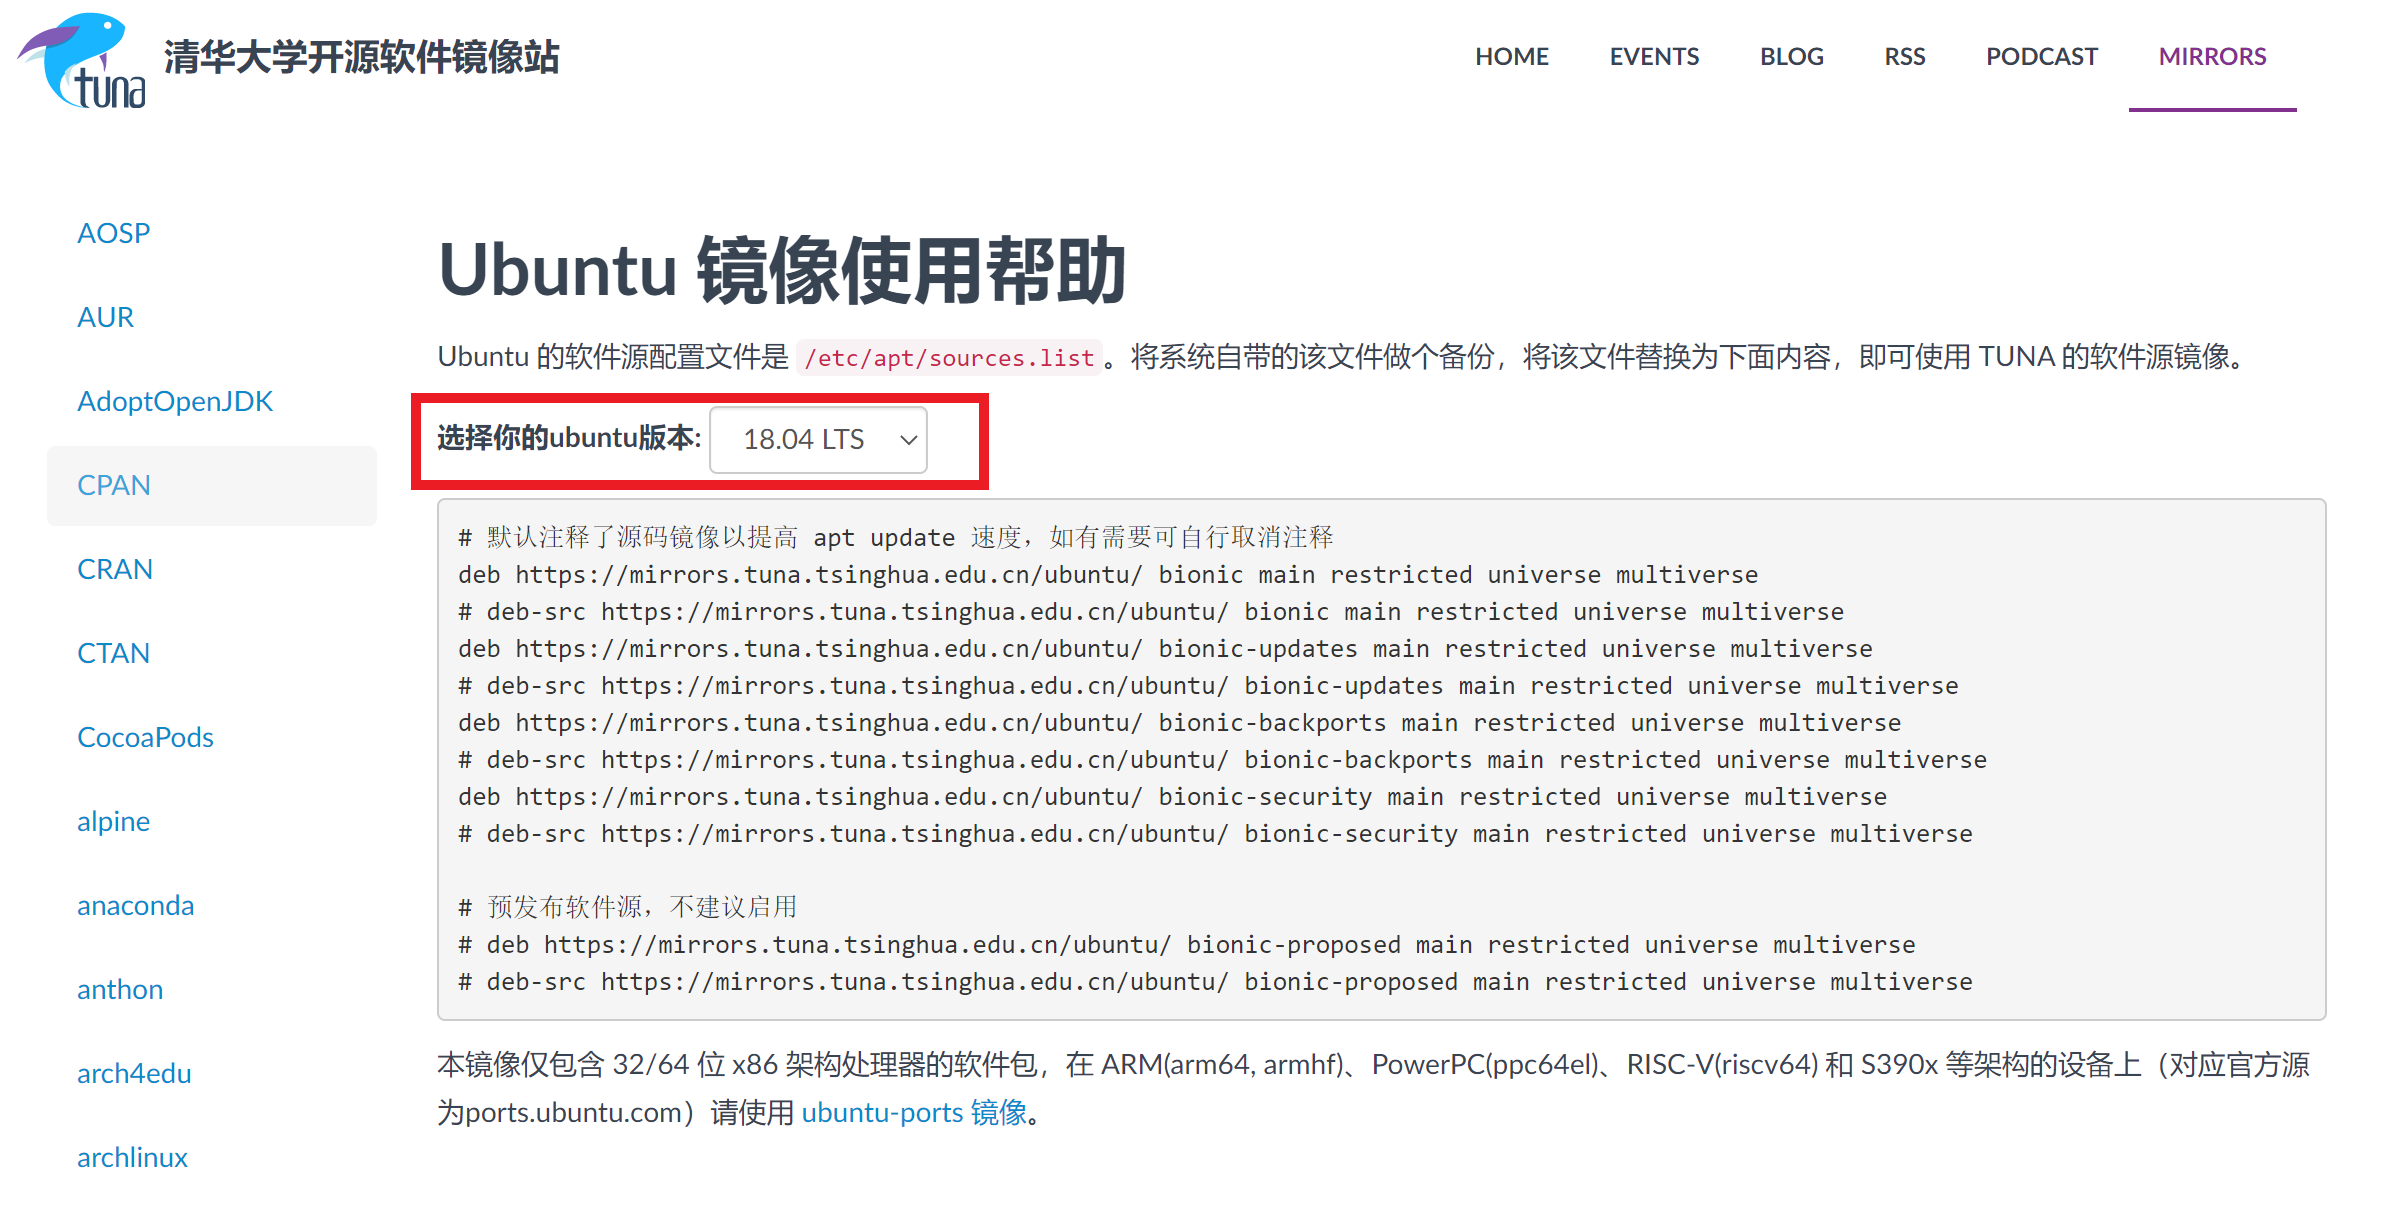 tuna
清华大学开源软件镜像站
HOME EVENTS BLOG RSS PODCAST MIRRORS
AOSP
AUR
AdoptOpenJDK
CPAN
CRAN
CTAN
CocoaPods
alpine
anaconda
anthon
arch4edu
archlinux
Ubuntu 镜像使用帮助
Ubuntu 的软件源配置文件是 /etc/apt/sources.list。将系统自带的该文件做个备份，将该文件替换为下面内容，即可使用 TUNA 的软件源镜像。
选择你的ubuntu版本: 18.04 LTS
# 默认注释了源码镜像以提高 apt update 速度，如有需要可自行取消注释
deb https://mirrors.tuna.tsinghua.edu.cn/ubuntu/ bionic main restricted universe multiverse
# deb-src https://mirrors.tuna.tsinghua.edu.cn/ubuntu/ bionic main restricted universe multiverse
deb https://mirrors.tuna.tsinghua.edu.cn/ubuntu/ bionic-updates main restricted universe multiverse
# deb-src https://mirrors.tuna.tsinghua.edu.cn/ubuntu/ bionic-updates main restricted universe multiverse
deb https://mirrors.tuna.tsinghua.edu.cn/ubuntu/ bionic-backports main restricted universe multiverse
# deb-src https://mirrors.tuna.tsinghua.edu.cn/ubuntu/ bionic-backports main restricted universe multiverse
deb https://mirrors.tuna.tsinghua.edu.cn/ubuntu/ bionic-security main restricted universe multiverse
# deb-src https://mirrors.tuna.tsinghua.edu.cn/ubuntu/ bionic-security main restricted universe multiverse
# 预发布软件源，不建议启用
# deb https://mirrors.tuna.tsinghua.edu.cn/ubuntu/ bionic-proposed main restricted universe multiverse
# deb-src https://mirrors.tuna.tsinghua.edu.cn/ubuntu/ bionic-proposed main restricted universe multiverse
本镜像仅包含 32/64 位 x86 架构处理器的软件包，在 ARM(arm64, armhf)、PowerPC(ppc64el)、RISC-V(riscv64) 和 S390x 等架构的设备上（对应官方源
为ports.ubuntu.com）请使用 ubuntu-ports 镜像。